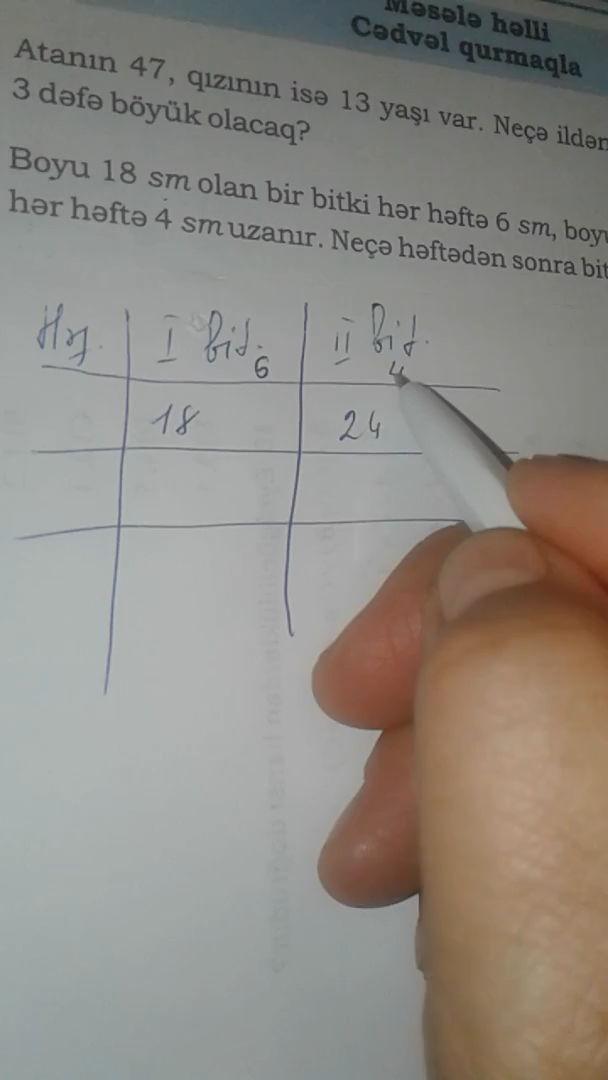 Məsələ həlli
Cədvəl qurmaqla
Atanın 47, qızının isə 13 yaşı var. Neçə ildən
3 dəfə böyük olacaq?
Boyu 18 sm olan bir bitki hər həftə 6 sm, boyu
hər həftə 4 sm uzanır. Neçə həftədən sonra bit
Həf. I bit. 6 II bit. 4
18 24